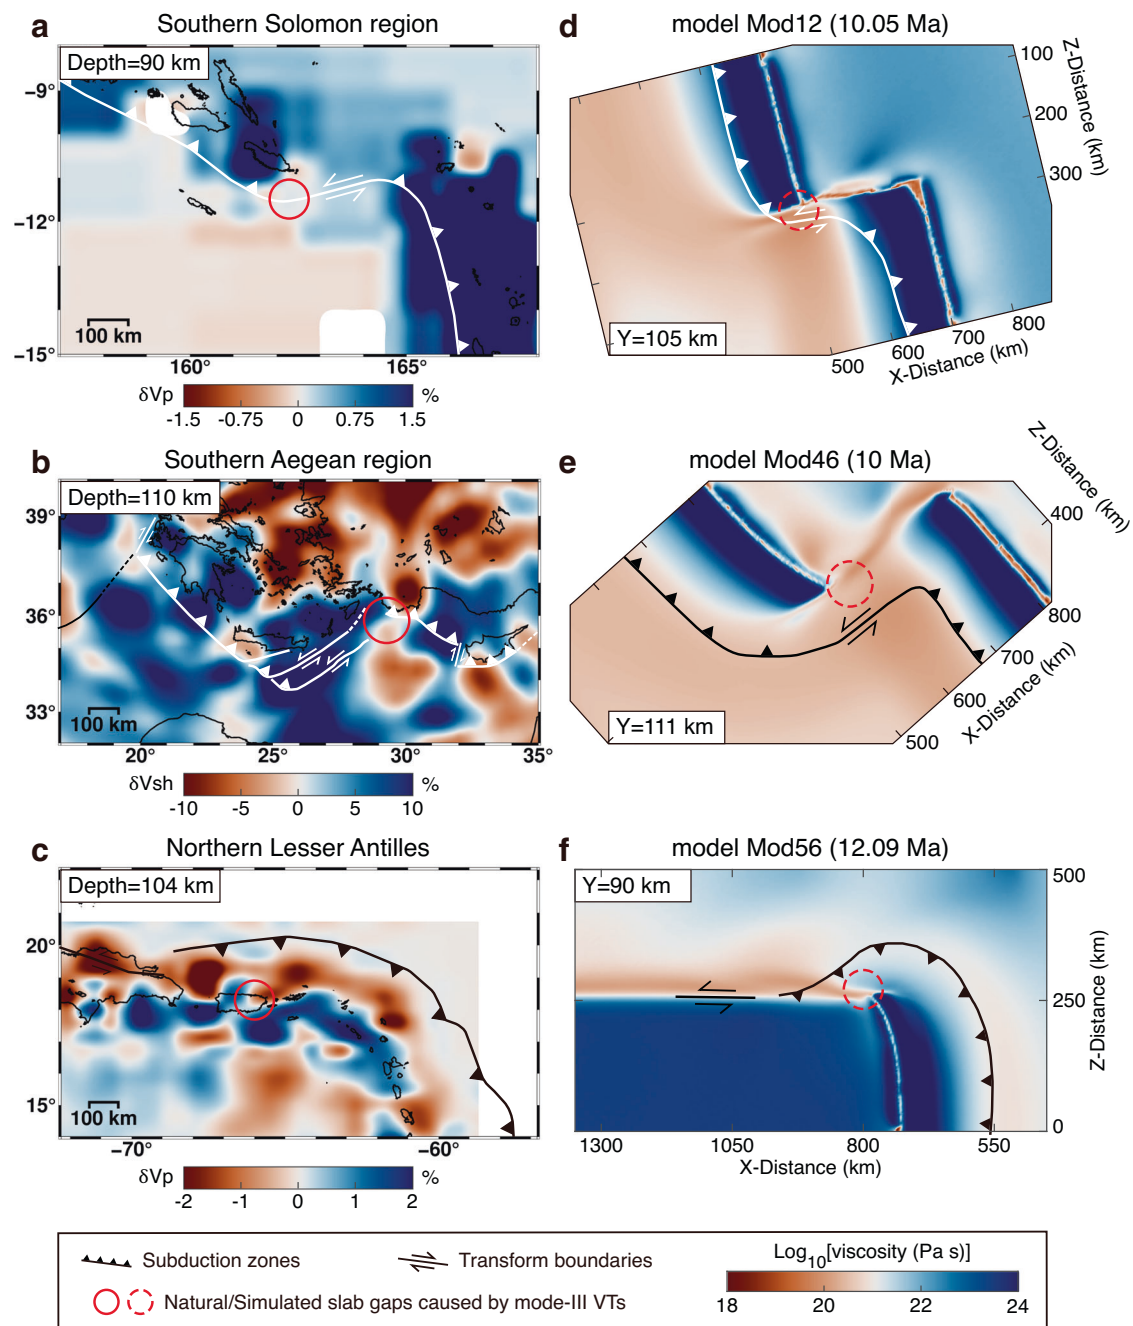 a Southern Solomon region
Depth=90 km
-9°
-12°
-15°
100 km
160° 165°
δVp % 
-1.5 -0.75 0 0.75 1.5
d model Mod12 (10.05 Ma)
Z-Distance (km)
100
200
300
Y=105 km
500 600 700 800
X-Distance (km)
b Southern Aegean region
Depth=110 km
39°
36°
33°
100 km
20° 25° 30° 35°
δVsh %
-10 -5 0 5 10
e model Mod46 (10 Ma)
Z-Distance (km)
400
Y=111 km
500 600 700 800
X-Distance (km)
c Northern Lesser Antilles
Depth=104 km
20°
15°
100 km
-70° -60°
δVp %
-2 -1 0 1 2
f model Mod56 (12.09 Ma)
Y=90 km
500
250
0
Z-Distance (km)
1300 1050 800 550
X-Distance (km)
Subduction zones
Transform boundaries
Natural/Simulated slab gaps caused by mode-III VTs
Log10[viscosity (Pa s)]
18 20 22 24